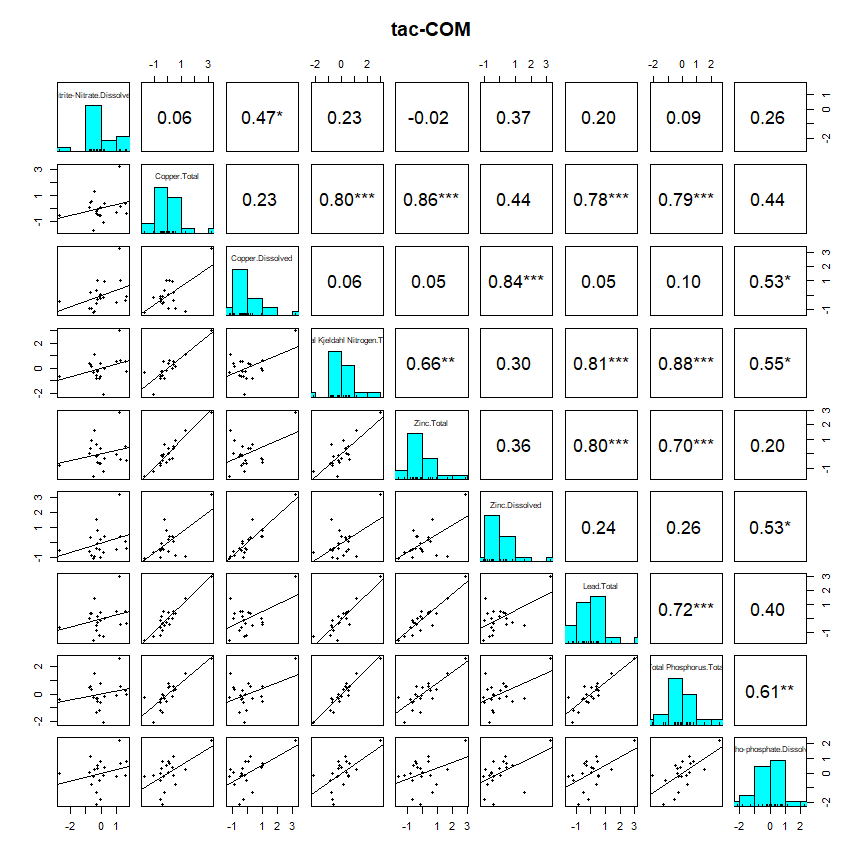 tac-COM
-1 1 3 -2 0 2 -1 1 3 -1 1 2
trite-Nitrate.Dissolve 0.06 0.47* 0.23 -0.02 0.37 0.20 0.09 0.26 -2 0 1
-1 1 3 Copper.Total 0.23 0.80*** 0.86*** 0.44 0.78*** 0.79*** 0.44
Copper.Dissolved 0.06 0.05 0.84*** 0.05 0.10 0.53* -1 1 2 3
-2 0 1 2 al Kjeldahl Nitrogen.T 0.66** 0.30 0.81*** 0.88*** 0.55*
Zinc.Total 0.36 0.80*** 0.70*** 0.20 -1 1 2 3
-1 1 2 3 Zinc.Dissolved 0.24 0.26 0.53*
Lead.Total 0.72*** 0.40 -1 1 2 3
-2 0 2 Total Phosphorus.Tota 0.61**
ho-phosphate.Dissolv -2 0 1 2
-2 0 1 -1 1 2 3 -1 1 2 3 -1 1 2 3 -2 0 1 2